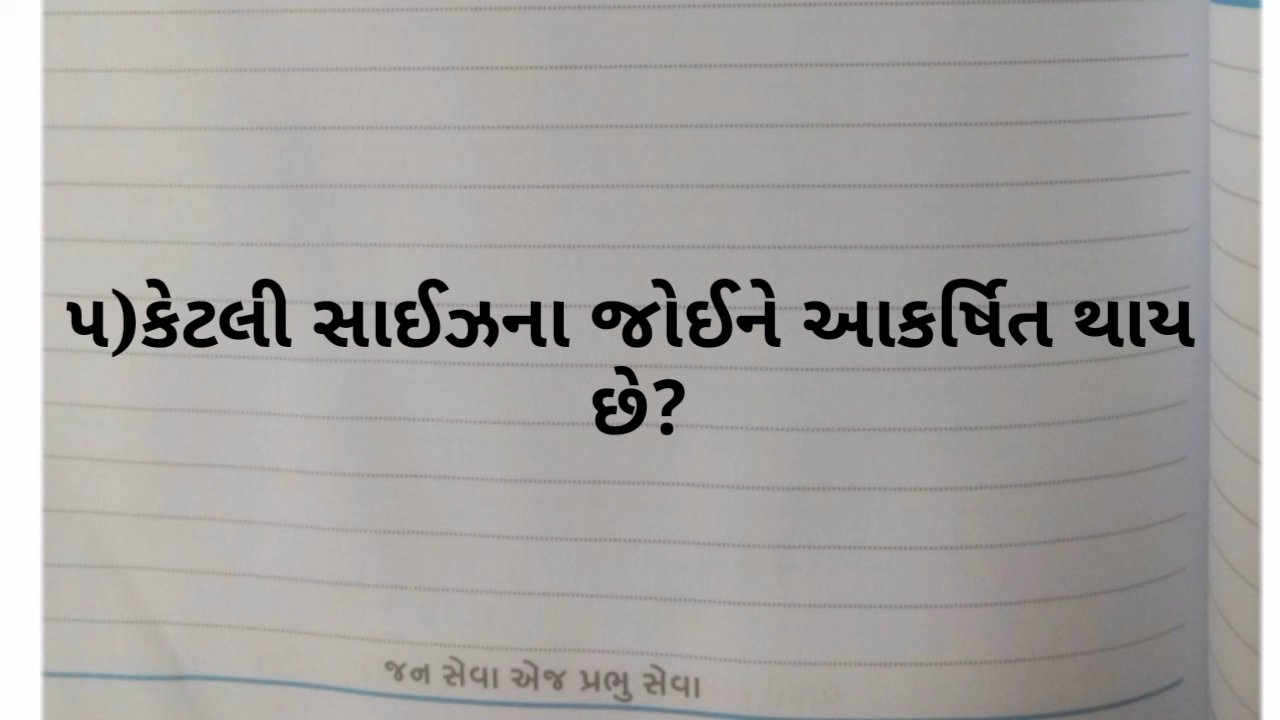 ૫)કેટલી સાઈઝના જોઈને આકર્ષિત થાય
છે?
જન સેવા એજ પ્રભુ સેવા